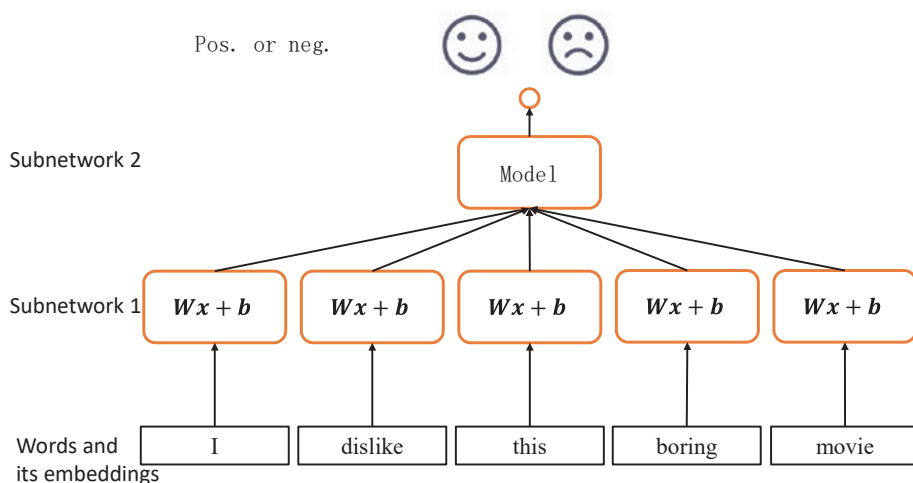 Pos. or neg.
Subnetwork 2
Model
Subnetwork 1
Wx + b
Wx + b
Wx + b
Wx + b
Wx + b
Words and
its embeddings
I
dislike
this
boring
movie